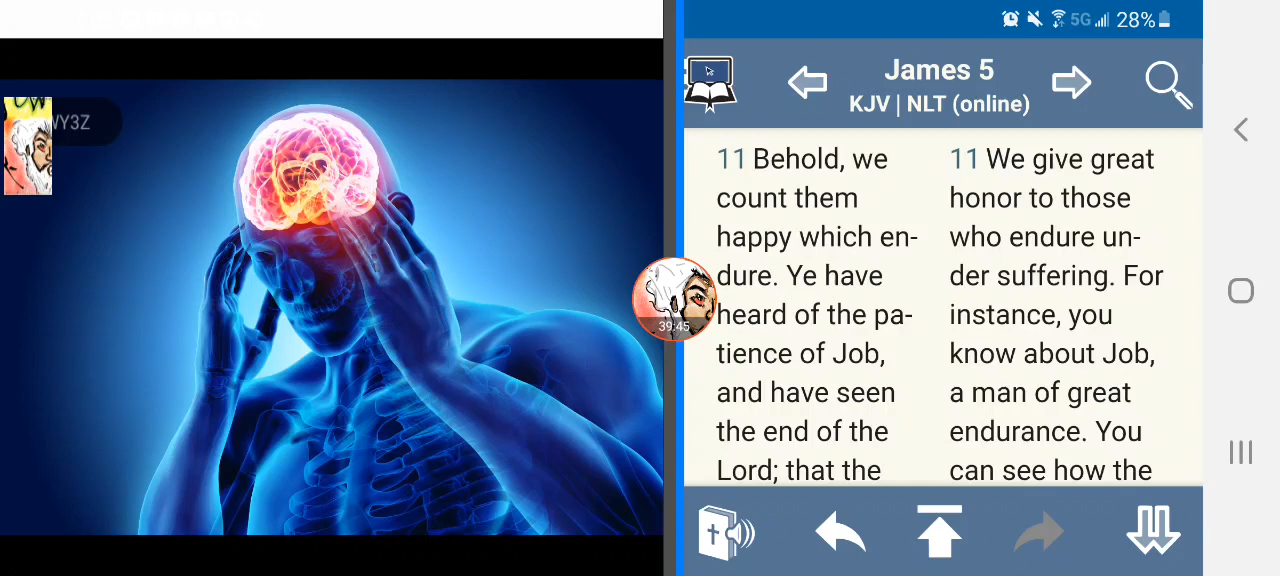 WY3Z
39:45
5G 28%
James 5
KJV | NLT (online)
11 Behold, we
count them
happy which en-
dure. Ye have
heard of the pa-
tience of Job,
and have seen
the end of the
Lord; that the
11 We give great
honor to those
who endure un-
der suffering. For
instance, you
know about Job,
a man of great
endurance. You
can see how the